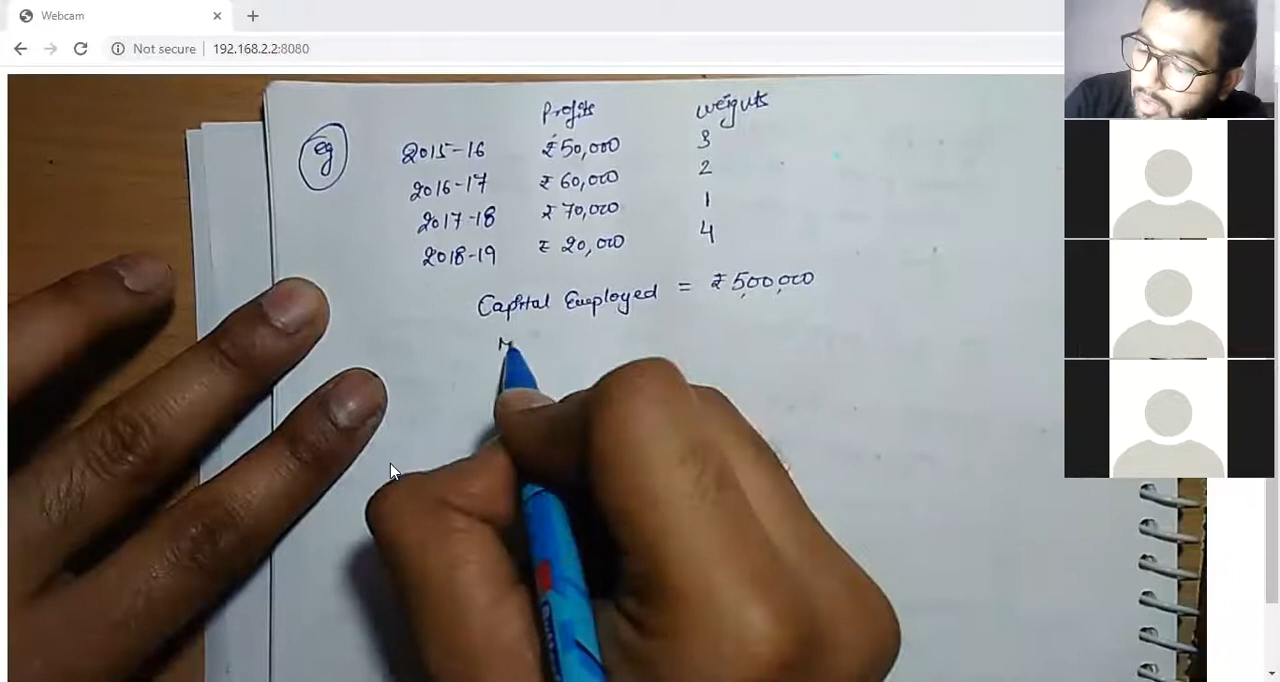 Webcam
Not secure 192.168.2.2:8080
Profits weights
eg 2015-16 ₹50,000 3
2016-17 ₹60,000 2
2017-18 ₹70,000 1
2018-19 ₹20,000 4
Capital Employed = ₹500,000